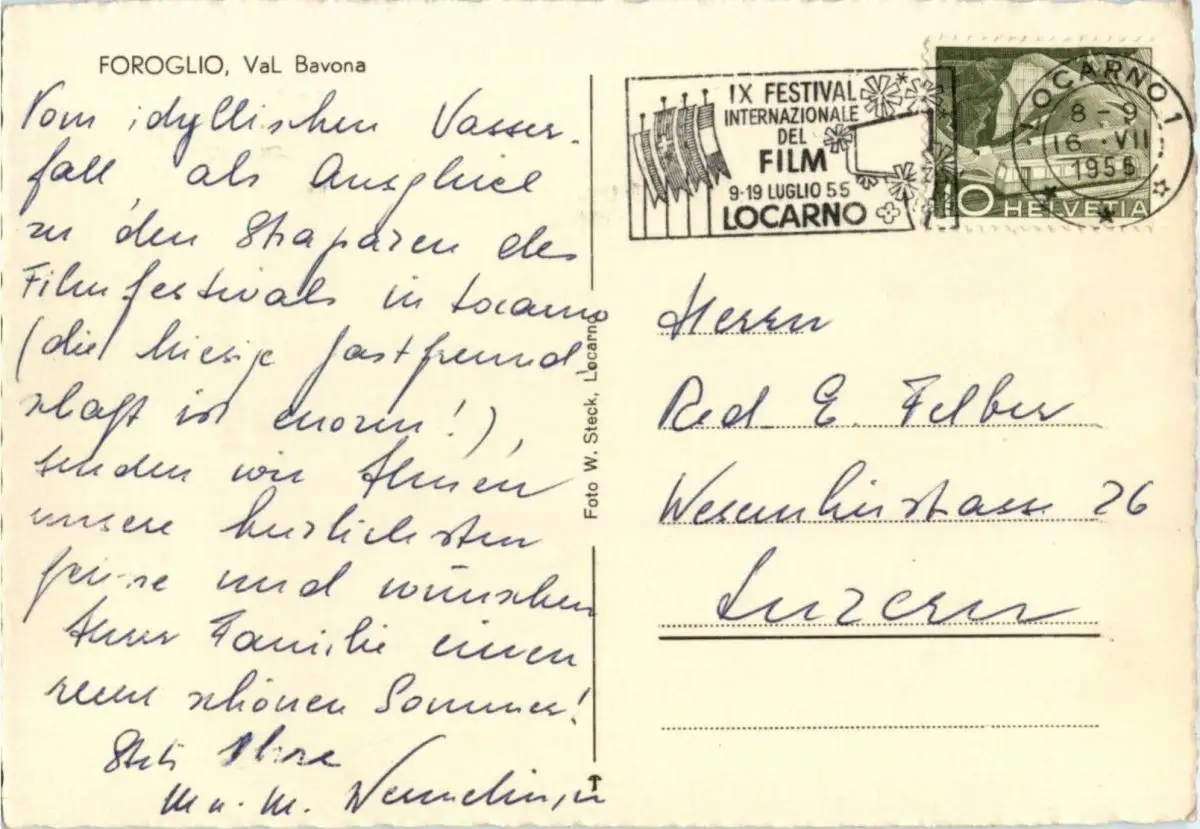 FOROGLIO, Val Bavona
Vom idyllischen Wasser-
fall als Ausgleich
zu den Strapazen des
Filmfestivals in Locarno
(die hiesige Gastfreund
schaft ist enorm!),
senden wir Ihnen
unsere herzlichsten
Grüsse und wünschen
Ihrer Familie einen
recht schönen Sommer!
Stets Ihre
M u. M.
Foto W. Steck, Locarno
IX FESTIVAL
INTERNAZIONALE
DEL
FILM
9-19 LUGLIO 55
LOCARNO
LOCARNO 1
8-9
16.VII
1955
10 HELVETIA
Herrn
Red. E. Felber
26
Luzern